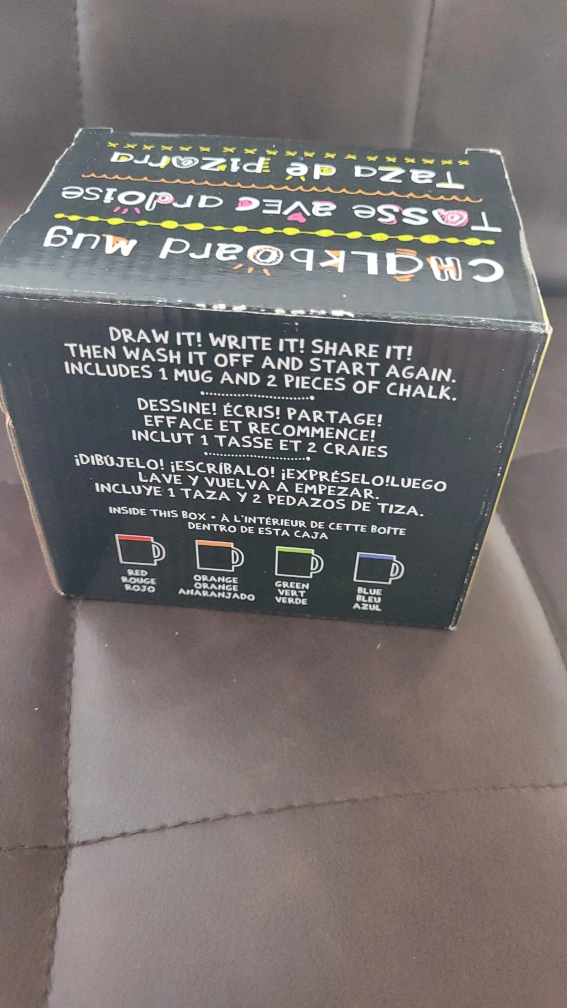 Taza de pizarra
Tasse avec ardoise
CHALKBOARD MUG
DRAW IT! WRITE IT! SHARE IT!
THEN WASH IT OFF AND START AGAIN.
INCLUDES 1 MUG AND 2 PIECES OF CHALK.
DESSINE! ÉCRIS! PARTAGE!
EFFACE ET RECOMMENCE!
INCLUT 1 TASSE ET 2 CRAIES
¡DIBÚJELO! ¡ESCRÍBALO! ¡EXPRÉSELO!LUEGO
LAVE Y VUELVA A EMPEZAR.
INCLUYE 1 TAZA Y 2 PEDAZOS DE TIZA.
INSIDE THIS BOX • À L'INTÉRIEUR DE CETTE BOÎTE
DENTRO DE ESTA CAJA
RED
ROUGE
ROJO
ORANGE
ORANGE
ANARANJADO
GREEN
VERT
VERDE
BLUE
BLEU
AZUL